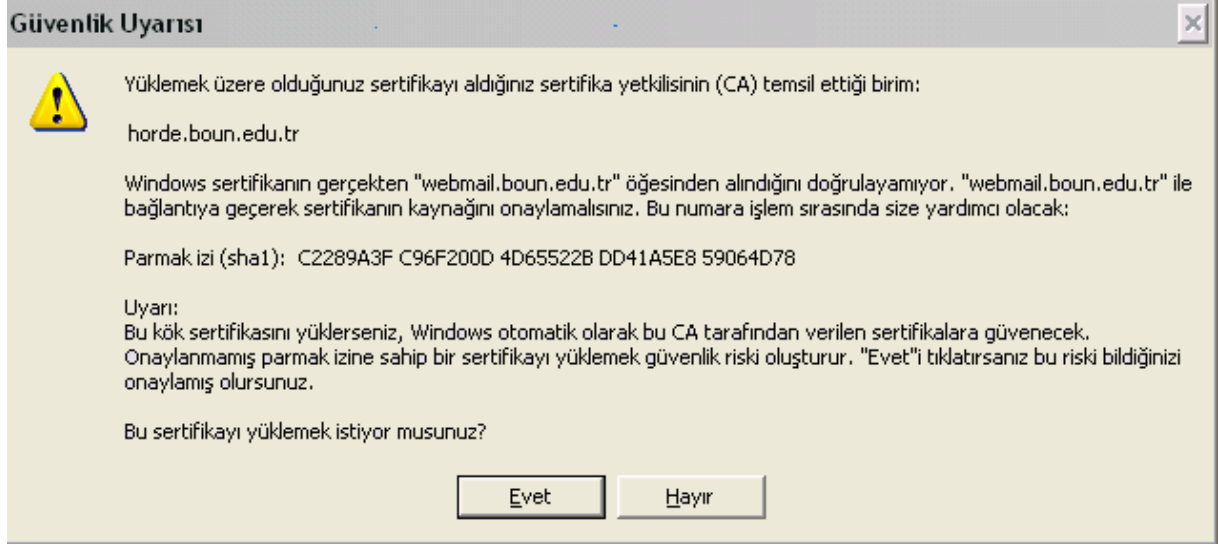 Güvenlik Uyarısı
Yüklemek üzere olduğunuz sertifikayı aldığınız sertifika yetkilisinin (CA) temsil ettiği birim:
horde.boun.edu.tr
Windows sertifikanın gerçekten "webmail.boun.edu.tr" öğesinden alındığını doğrulayamıyor. "webmail.boun.edu.tr" ile
bağlantıya geçerek sertifikanın kaynağını onaylamalısınız. Bu numara işlem sırasında size yardımcı olacak:
Parmak izi (sha1): C2289A3F C96F200D 4D65522B DD41A5E8 59064D78
Uyarı:
Bu kök sertifikasını yüklerseniz, Windows otomatik olarak bu CA tarafından verilen sertifikalara güvenecek.
Onaylanmamış parmak izine sahip bir sertifikayı yüklemek güvenlik riski oluşturur. "Evet"i tıklatırsanız bu riski bildiğinizi
onaylamış olursunuz.
Bu sertifikayı yüklemek istiyor musunuz?
Evet
Hayır